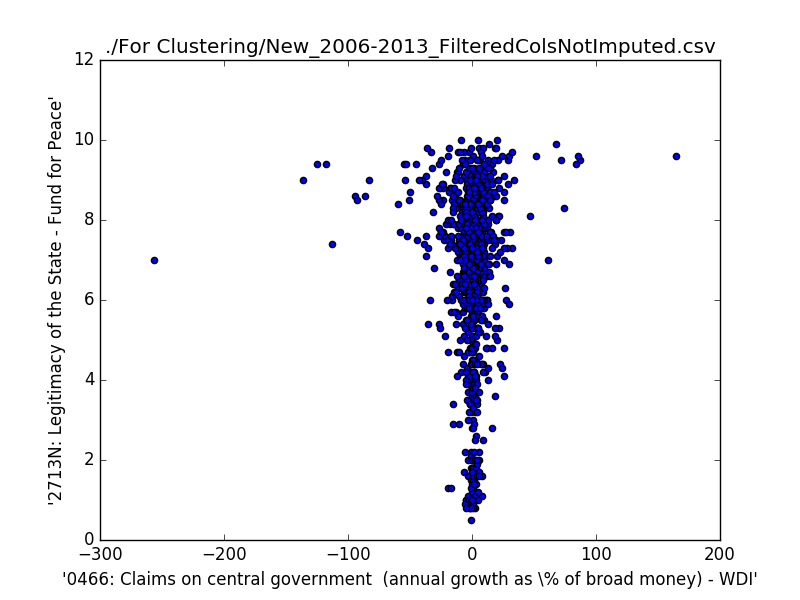 ./For Clustering/New_2006-2013_FilteredColsNotImputed.csv
'2713N: Legitimacy of the State - Fund for Peace'
12
10
8
6
4
2
0
−300 −200 −100 0 100 200
'0466: Claims on central government  (annual growth as \% of broad money) - WDI'